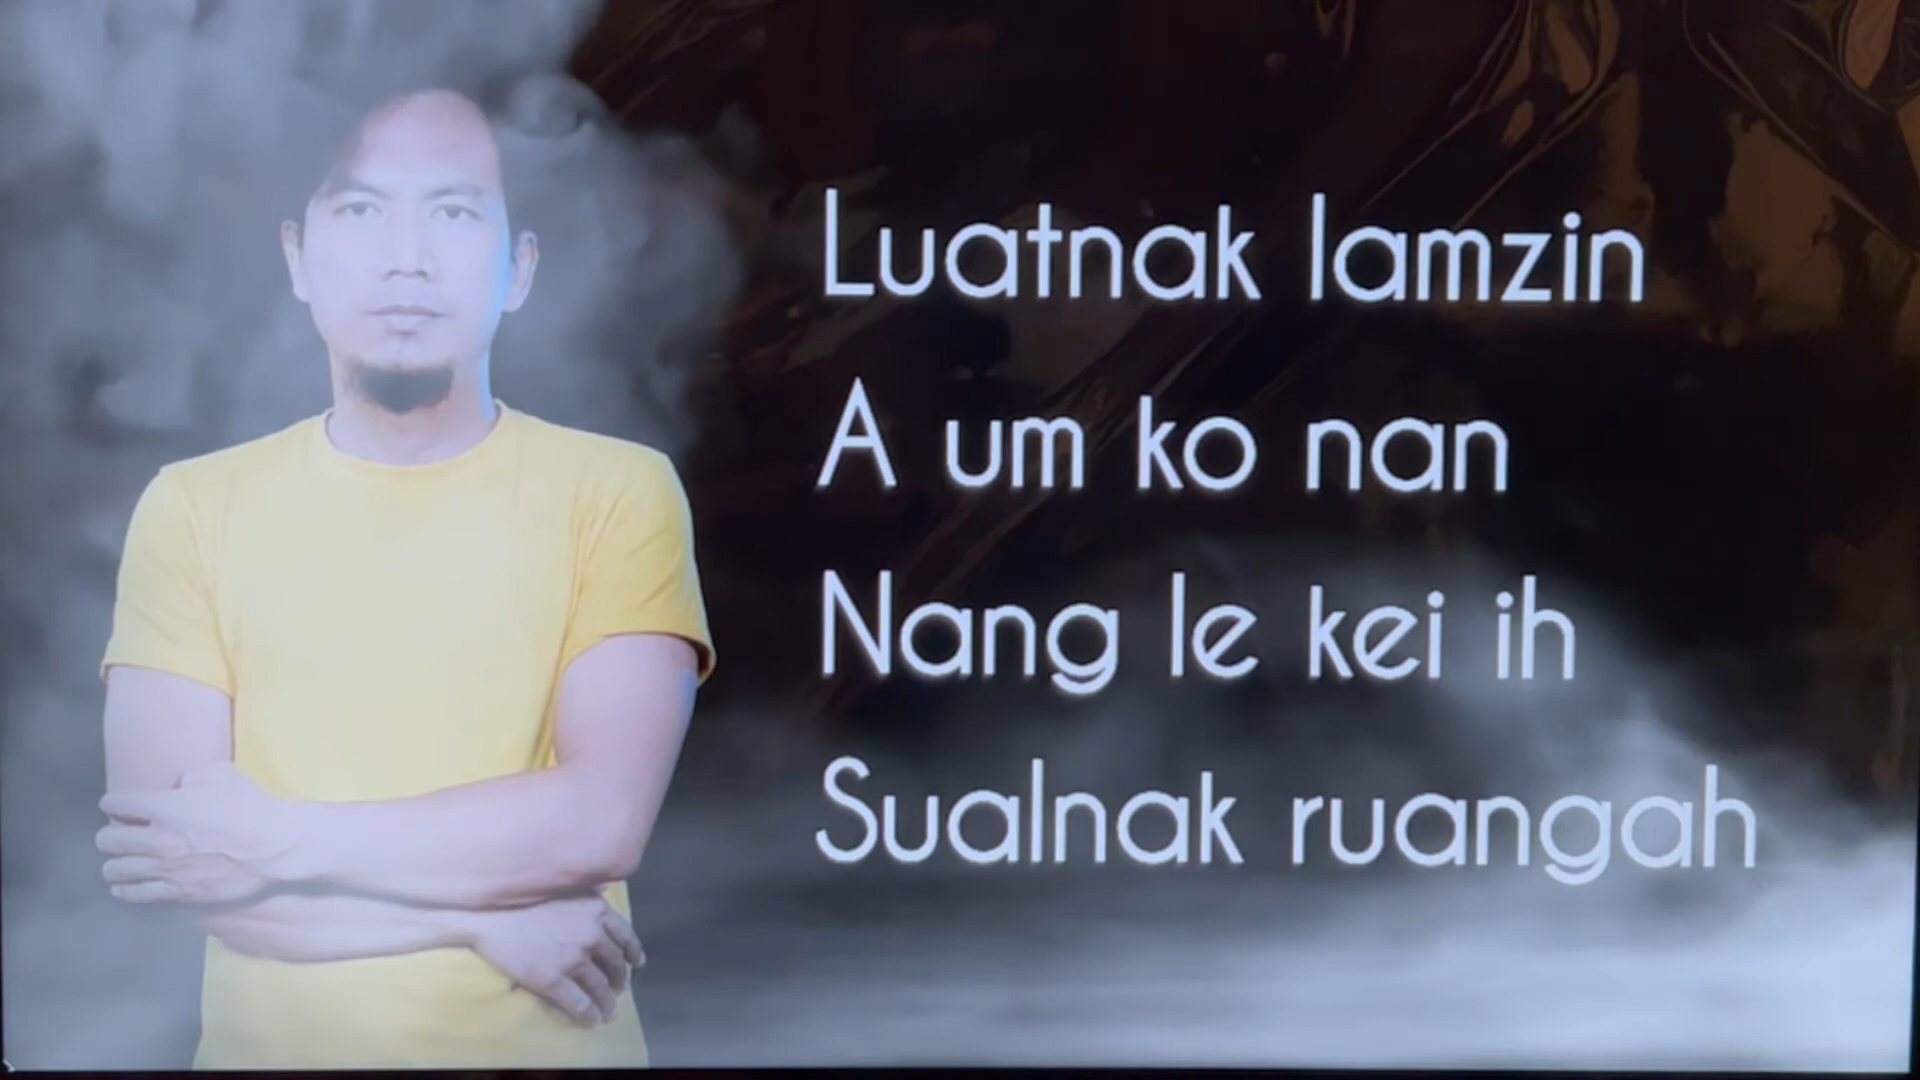 Luatnak lamzin
A um ko nan
Nang le kei ih
Sualnak ruangah